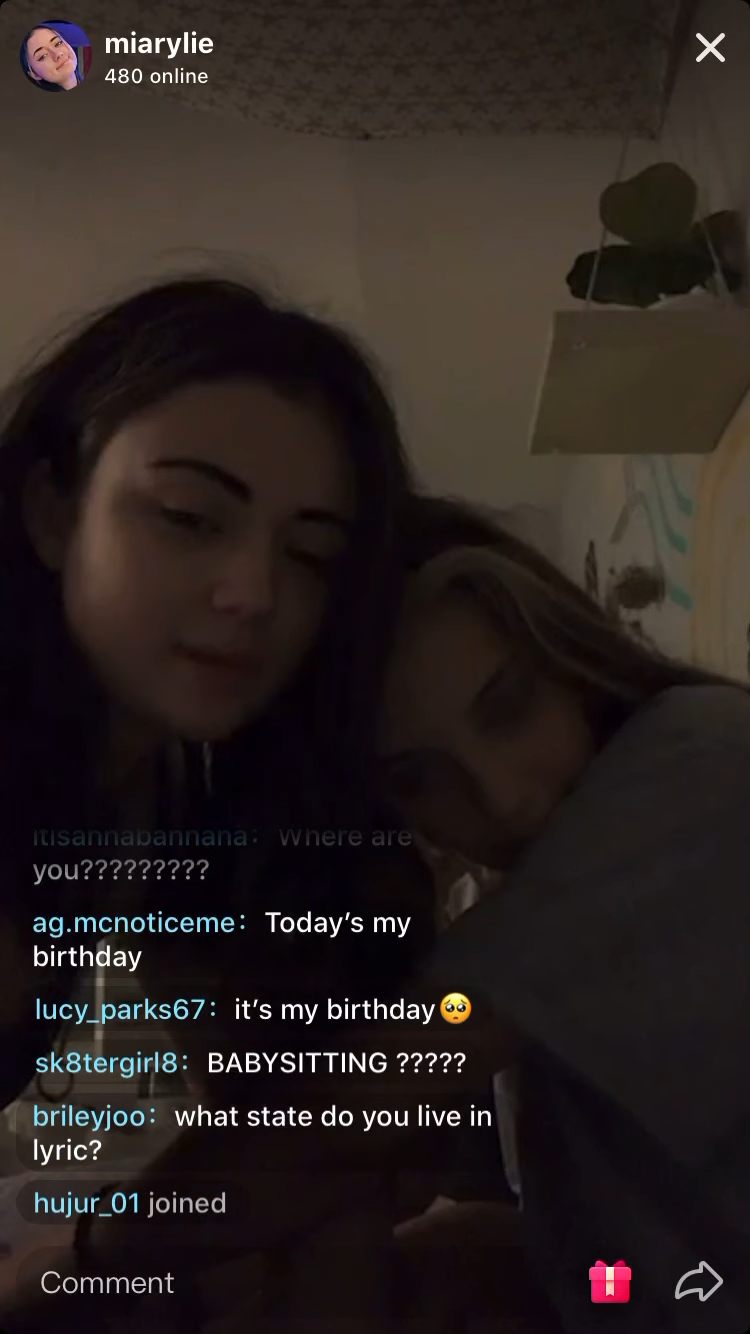 miarylie
480 online
itisannabannana: Where are
you?????????
ag.mcnoticeme: Today's my
birthday
lucy_parks67: it's my birthday🥺
sk8tergirl8: BABYSITTING ?????
brileyjoo: what state do you live in
lyric?
hujur_01 joined
Comment